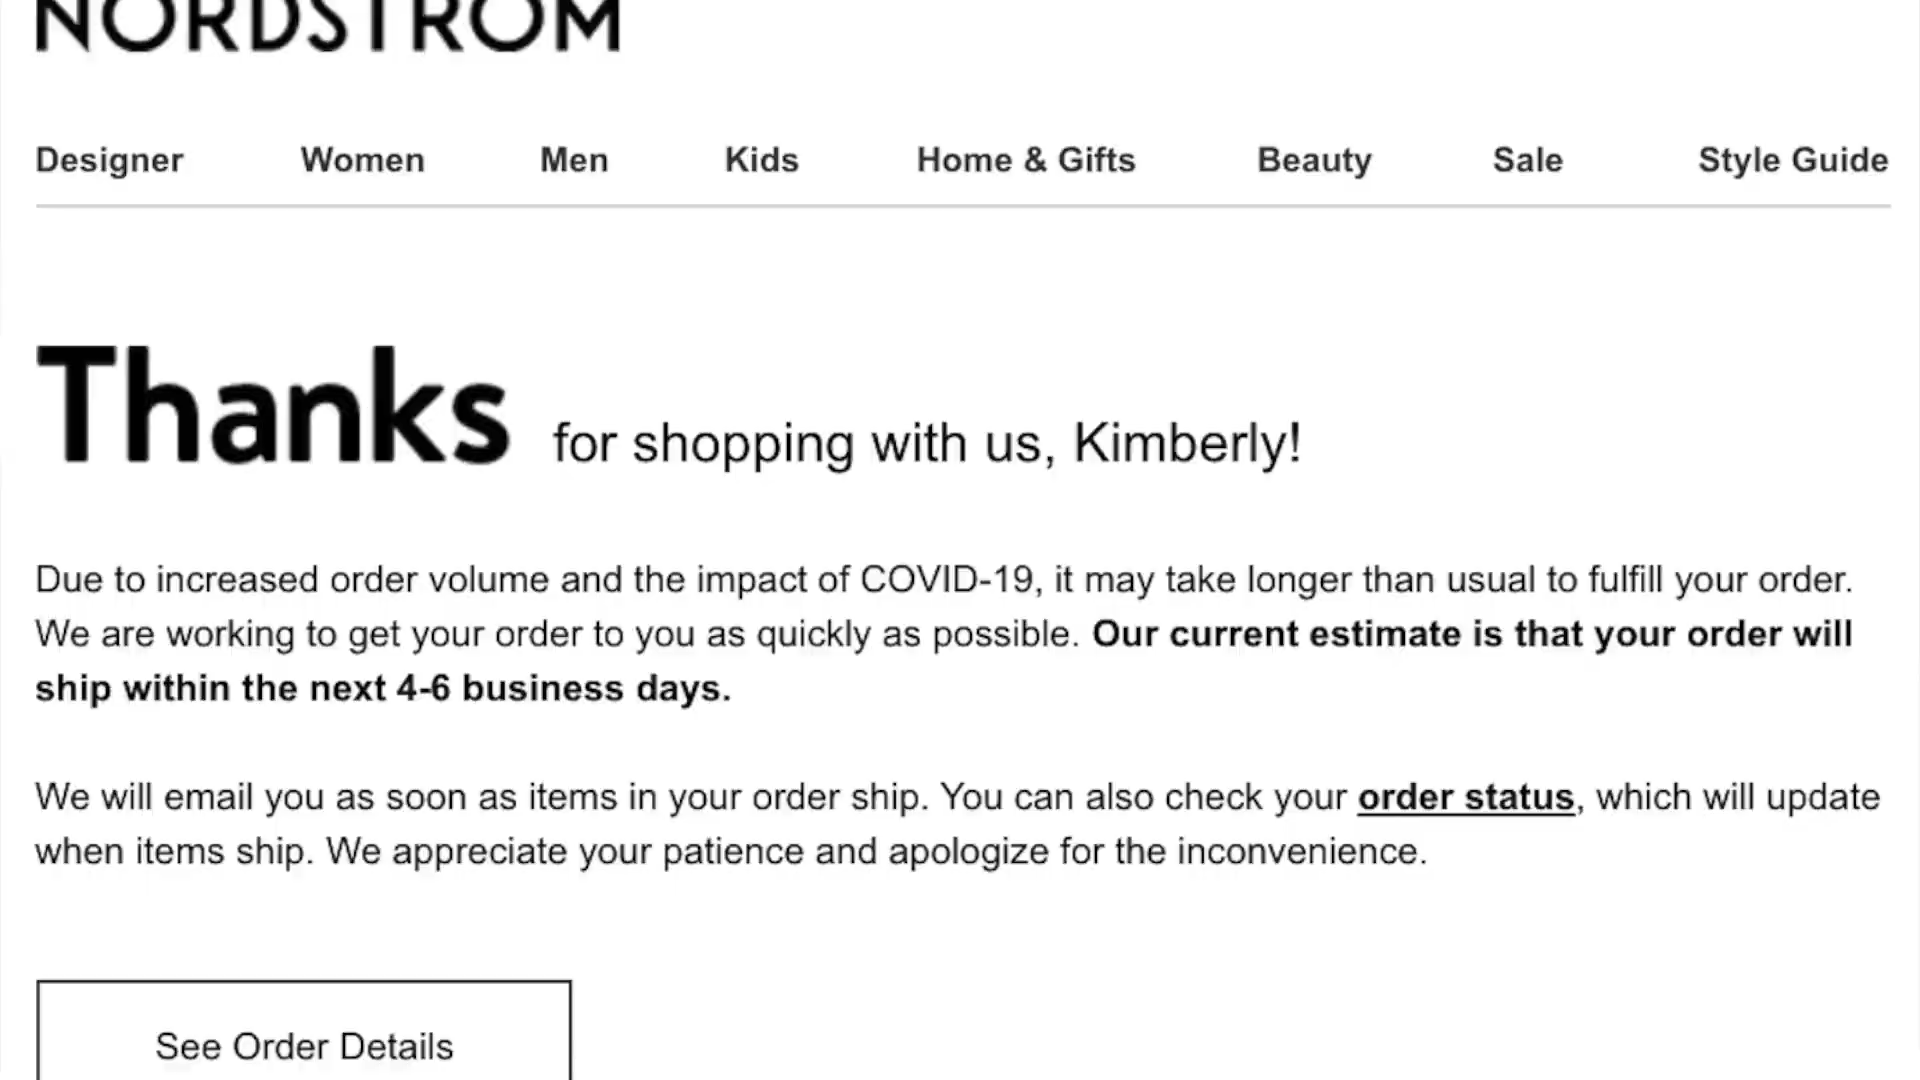 NORDSTROM
Designer Women Men Kids Home & Gifts Beauty Sale Style Guide
Thanks for shopping with us, Kimberly!
Due to increased order volume and the impact of COVID-19, it may take longer than usual to fulfill your order.
We are working to get your order to you as quickly as possible. Our current estimate is that your order will
ship within the next 4-6 business days.
We will email you as soon as items in your order ship. You can also check your order status, which will update
when items ship. We appreciate your patience and apologize for the inconvenience.
See Order Details